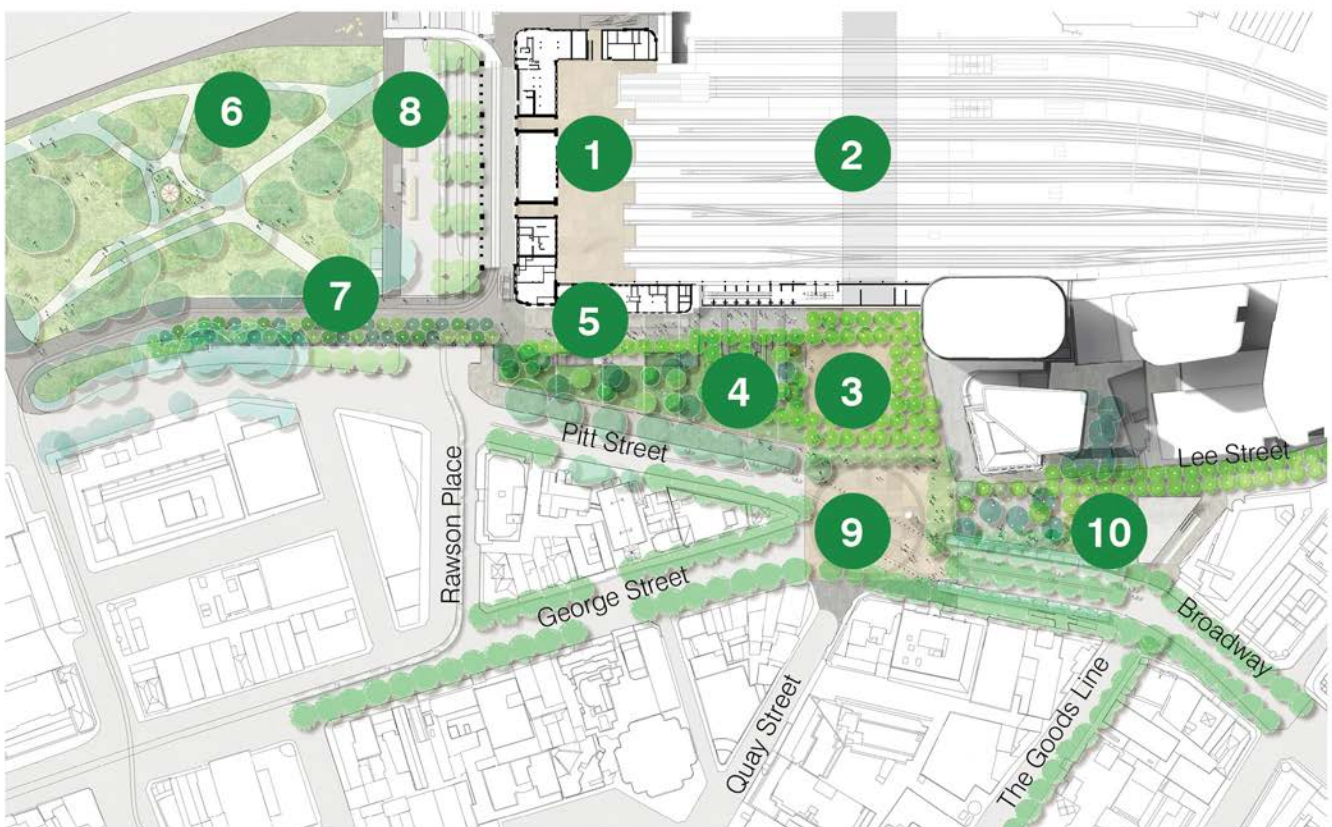 6
8
1
2
7
5
4
3
Pitt Street
Lee Street
Rawson Place
9
10
George Street
Broadway
Quay Street
The Goods Line